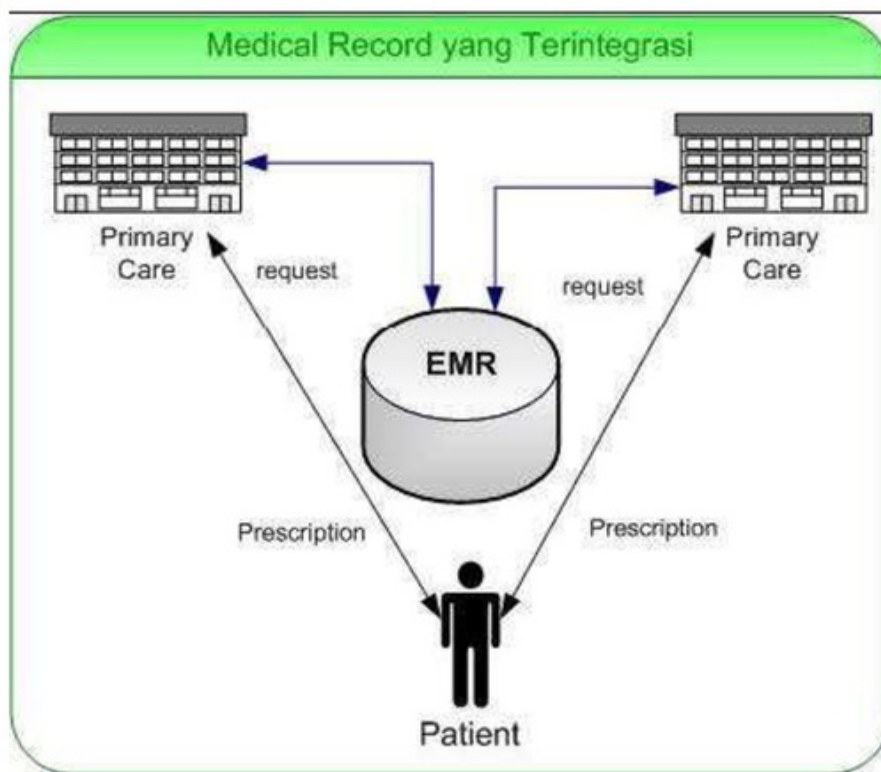 Medical Record yang Terintegrasi
Primary
Care
Primary
Care
request
request
EMR
Prescription
Prescription
Patient